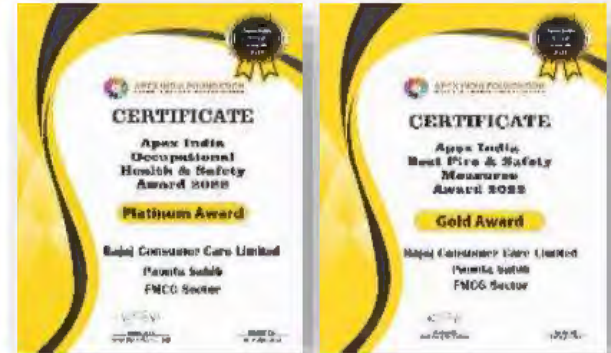 APEX INDIA FOUNDATION
CERTIFICATE
Apex India
Occupational
Health & Safety
Award 2022
Platinum Award
Bajaj Consumer Care Limited
Paonta Sahib
FMCG Sector
APEX INDIA FOUNDATION
CERTIFICATE
Apex India
Best Fire & Safety
Measures
Award 2022
Gold Award
Bajaj Consumer Care Limited
Paonta Sahib
FMCG Sector